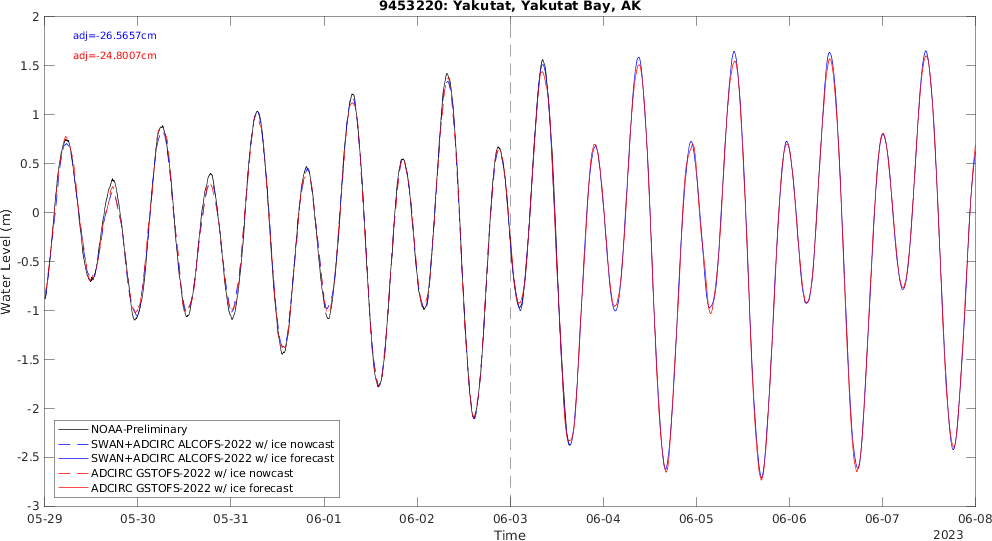 9453220: Yakutat, Yakutat Bay, AK
adj=-26.5657cm
adj=-24.8007cm
Water Level (m)
2
1.5
1
0.5
0
-0.5
-1
-1.5
-2
-2.5
-3
NOAA-Preliminary
SWAN+ADCIRC ALCOFS-2022 w/ ice nowcast
SWAN+ADCIRC ALCOFS-2022 w/ ice forecast
ADCIRC GSTOFS-2022 w/ ice nowcast
ADCIRC GSTOFS-2022 w/ ice forecast
05-29 05-30 05-31 06-01 06-02 06-03 06-04 06-05 06-06 06-07 06-08
Time
2023